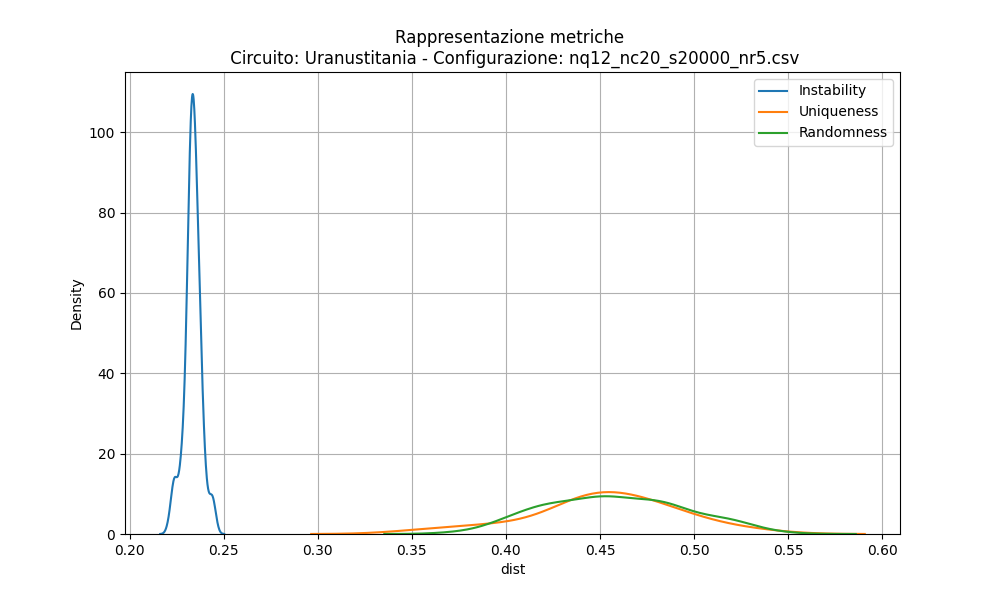 Rappresentazione metriche
Circuito: Uranustitania - Configurazione: nq12_nc20_s20000_nr5.csv
Instability
Uniqueness
Randomness
Density
100
80
60
40
20
0
0.20 0.25 0.30 0.35 0.40 0.45 0.50 0.55 0.60
dist